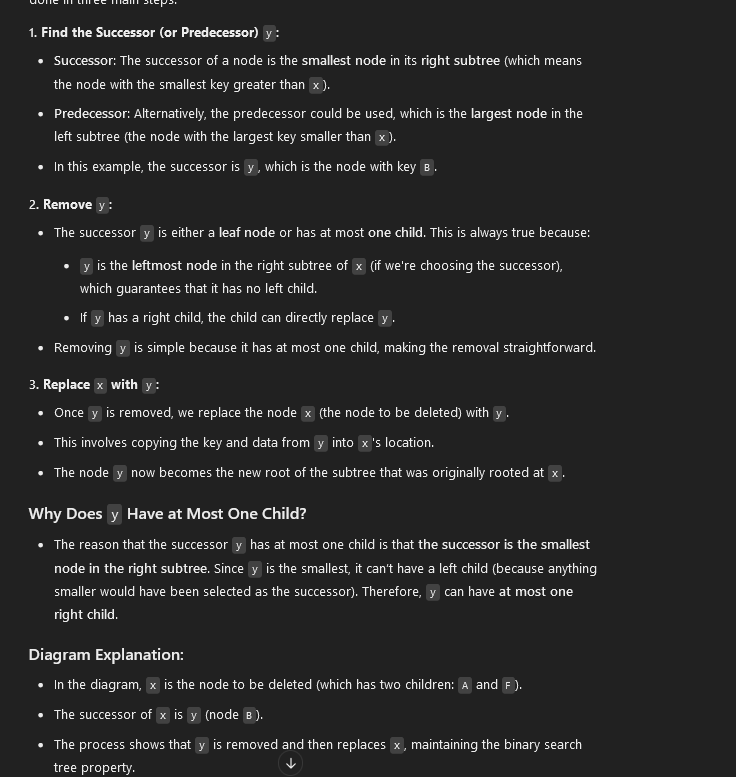 done in three main steps.
1. Find the Successor (or Predecessor) y:
• Successor: The successor of a node is the smallest node in its right subtree (which means
the node with the smallest key greater than x).
• Predecessor: Alternatively, the predecessor could be used, which is the largest node in the
left subtree (the node with the largest key smaller than x).
• In this example, the successor is y, which is the node with key B.
2. Remove y:
• The successor y is either a leaf node or has at most one child. This is always true because:
• y is the leftmost node in the right subtree of x (if we're choosing the successor),
which guarantees that it has no left child.
• If y has a right child, the child can directly replace y.
• Removing y is simple because it has at most one child, making the removal straightforward.
3. Replace x with y:
• Once y is removed, we replace the node x (the node to be deleted) with y.
• This involves copying the key and data from y into x's location.
• The node y now becomes the new root of the subtree that was originally rooted at x.
Why Does y Have at Most One Child?
• The reason that the successor y has at most one child is that the successor is the smallest
node in the right subtree. Since y is the smallest, it can't have a left child (because anything
smaller would have been selected as the successor). Therefore, y can have at most one
right child.
Diagram Explanation:
• In the diagram, x is the node to be deleted (which has two children: A and F).
• The successor of x is y (node B).
• The process shows that y is removed and then replaces x, maintaining the binary search
tree property.